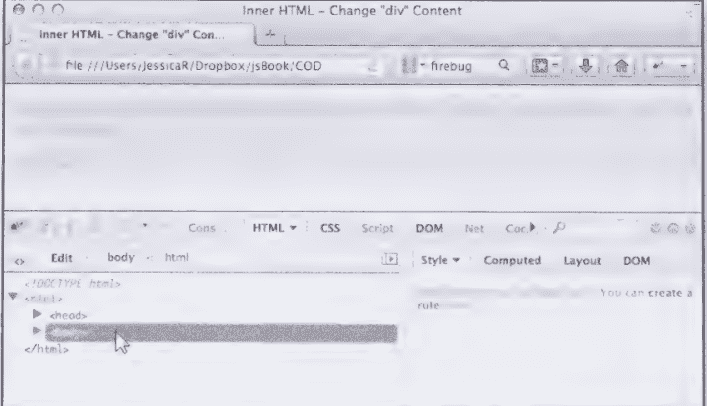 Inner HTML – Change "div" Content
Inner HTML – Change "div" Con...
file ///Users/JessicaR/Dropbox/jsBook/COD
firebug
Cons HTML CSS Script DOM Net Coc
Edit body < html
Style Computed Layout DOM
<!DOCTYPE html>
<html>
You can create a
<head>
rule
</html>